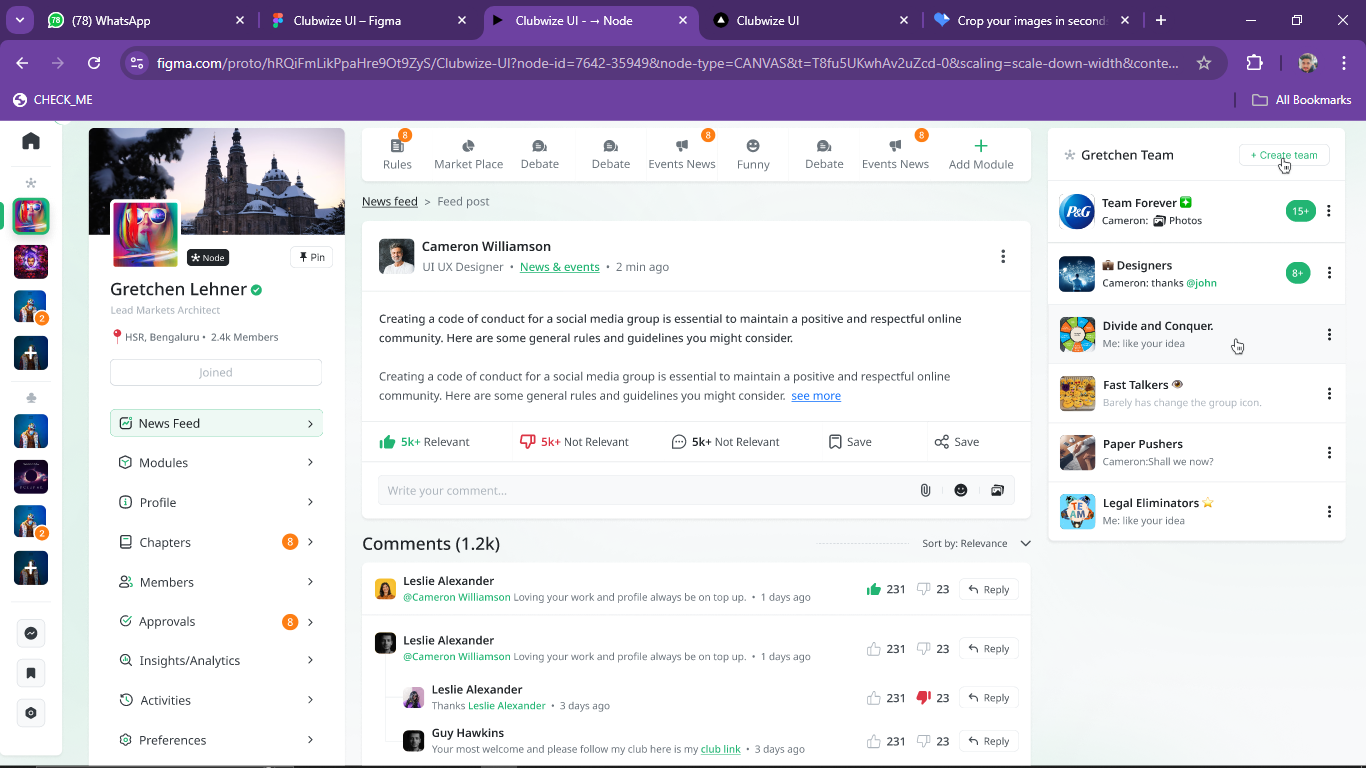 (78) WhatsApp
Clubwize UI – Figma
Clubwize UI - → Node
Clubwize UI
Crop your images in seconds
figma.com/proto/hRQiFmLikPpaHre9Ot9ZyS/Clubwize-UI?node-id=7642-35949&node-type=CANVAS&t=T8fu5UKwhAv2uZcd-0&scaling=scale-down-width&conte...
CHECK_ME
All Bookmarks
2
2
Node
Pin
Gretchen Lehner
Lead Markets Architect
HSR, Bengaluru • 2.4k Members
Joined
News Feed
Modules
Profile
Chapters 8
Members
Approvals 8
Insights/Analytics
Activities
Preferences
8 8 8
Rules Market Place Debate Debate Events News Funny Debate Events News Add Module
News feed > Feed post
Cameron Williamson
UI UX Designer • News & events • 2 min ago
Creating a code of conduct for a social media group is essential to maintain a positive and respectful online
community. Here are some general rules and guidelines you might consider.
Creating a code of conduct for a social media group is essential to maintain a positive and respectful online
community. Here are some general rules and guidelines you might consider. see more
5k+ Relevant 5k+ Not Relevant 5k+ Not Relevant Save Save
Write your comment...
Comments (1.2k) Sort by: Relevance
Leslie Alexander
@Cameron Williamson Loving your work and profile always be on top up. • 1 days ago
231 23 Reply
Leslie Alexander
@Cameron Williamson Loving your work and profile always be on top up. • 1 days ago
231 23 Reply
Leslie Alexander
Thanks Leslie Alexander • 3 days ago
231 23 Reply
Guy Hawkins
Your most welcome and please follow my club here is my club link • 3 days ago
231 23 Reply
Gretchen Team
+ Create team
P&G
Team Forever
Cameron: Photos
15+
Designers
Cameron: thanks @john
8+
Divide and Conquer.
Me: like your idea
Fast Talkers
Barely has change the group icon.
Paper Pushers
Cameron:Shall we now?
TEAM
Legal Eliminators
Me: like your idea